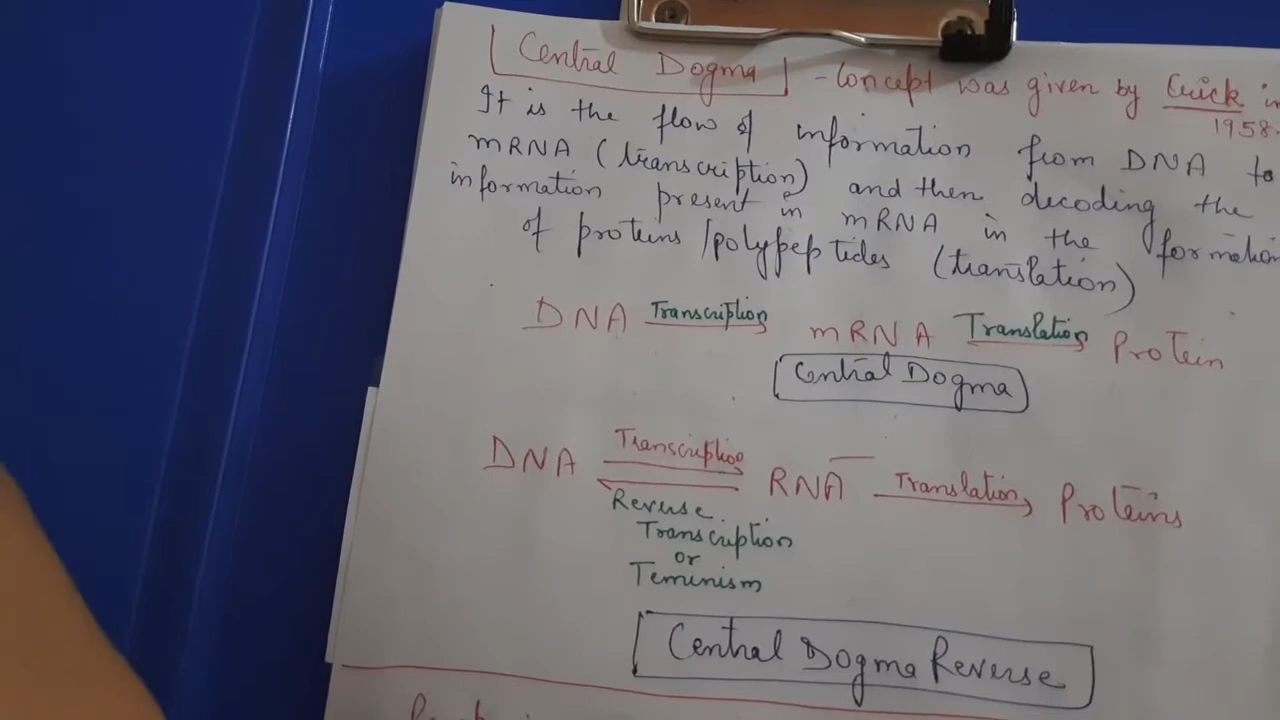 Central Dogma - Concept was given by Crick in 1958.
It is the flow of information from DNA to
mRNA (transcription) and then decoding the
information present in mRNA in the formation
of proteins/polypeptides (translation)
DNA Transcription mRNA Translation Protein
Central Dogma
DNA Transcription RNA Translation Proteins
Reverse
Transcription
or
Teminism
Central Dogma Reverse